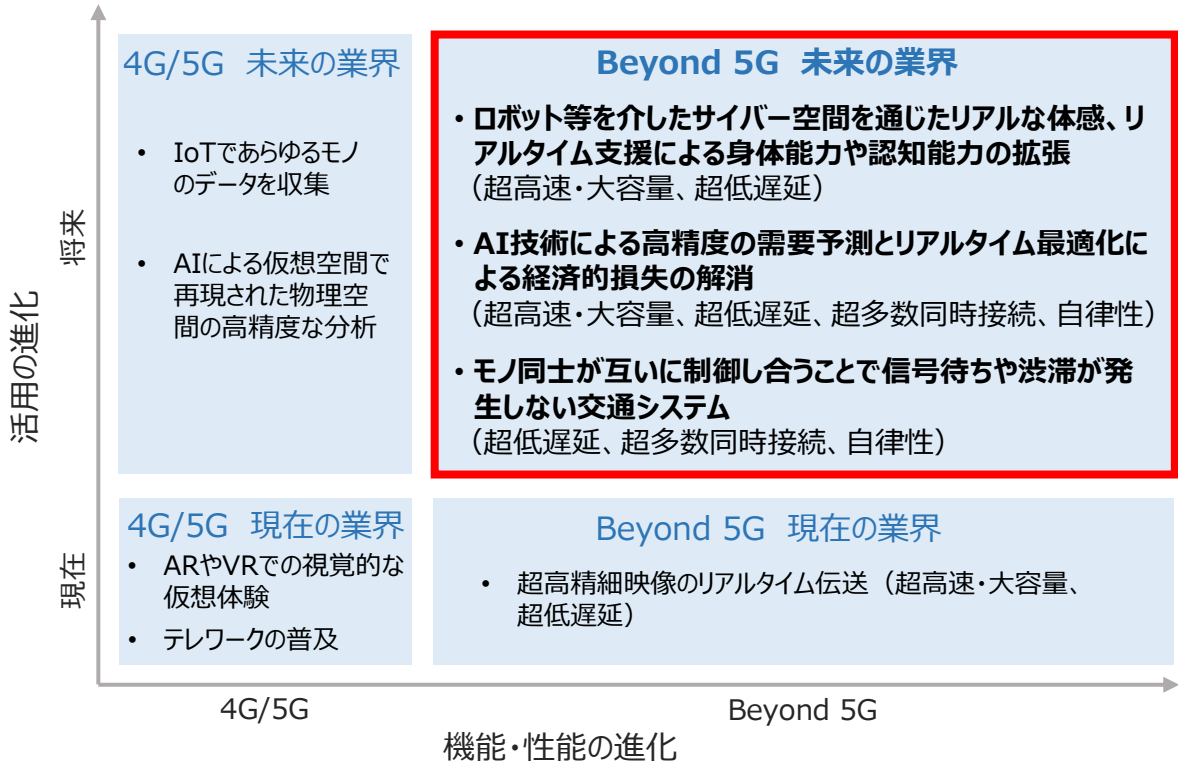 4G/5G 未来の業界
• IoTであらゆるモノ
のデータを収集
• AIによる仮想空間で
再現された物理空
間の高精度な分析
Beyond 5G 未来の業界
・ロボット等を介したサイバー空間を通じたリアルな体感、リ
アルタイム支援による身体能力や認知能力の拡張
（超高速・大容量、超低遅延）
・AI技術による高精度の需要予測とリアルタイム最適化に
よる経済的損失の解消
（超高速・大容量、超低遅延、超多数同時接続、自律性）
・モノ同士が互いに制御し合うことで信号待ちや渋滞が発
生しない交通システム
（超低遅延、超多数同時接続、自律性）
将来
活用の進化
現在
4G/5G 現在の業界
• ARやVRでの視覚的な
仮想体験
• テレワークの普及
Beyond 5G 現在の業界
• 超高精細映像のリアルタイム伝送（超高速・大容量、
超低遅延）
4G/5G
Beyond 5G
機能・性能の進化